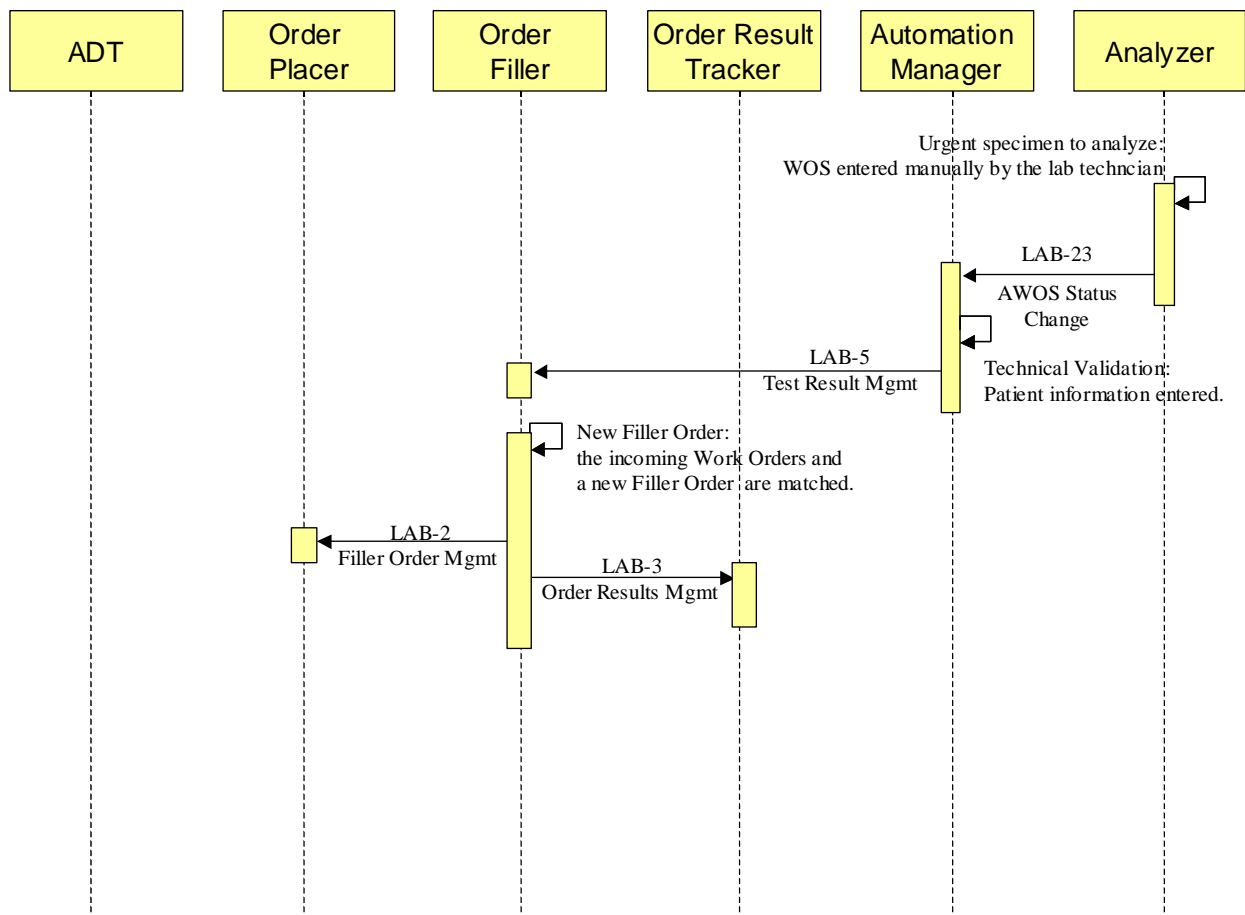 ADT
Order
Placer
Order
Filler
Order Result
Tracker
Automation
Manager
Analyzer
Urgent specimen to analyze:
WOS entered manually by the lab techncian
LAB-23
AWOS Status
Change
LAB-5
Test Result Mgmt
Technical Validation:
Patient information entered.
New Filler Order:
the incoming Work Orders and
a new Filler Order are matched.
LAB-2
Filler Order Mgmt
LAB-3
Order Results Mgmt